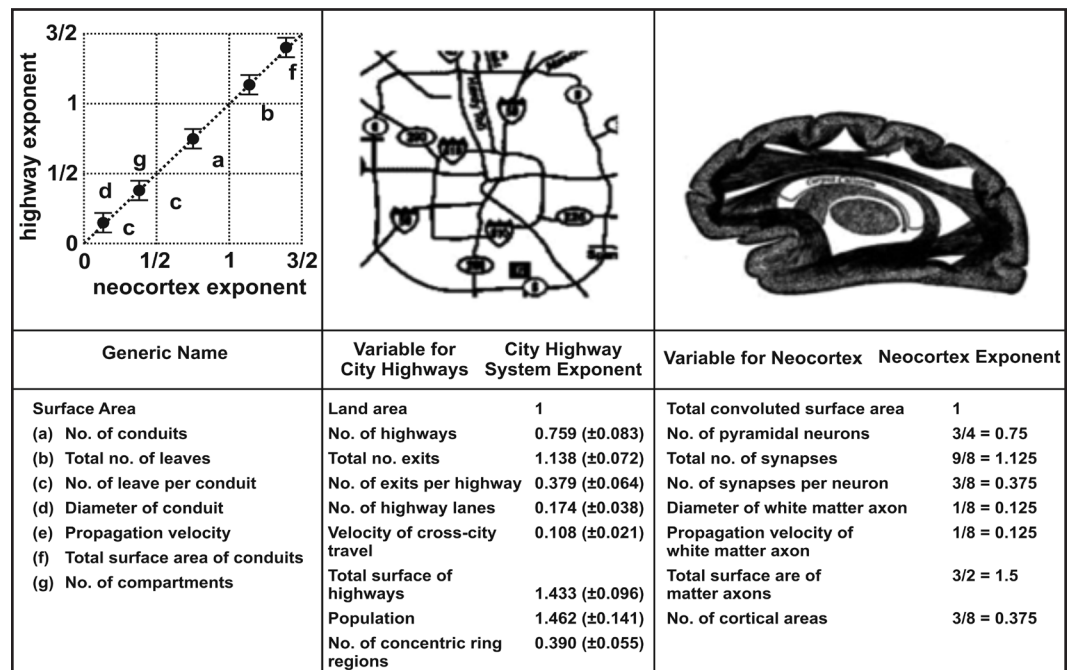 3/2
1
1/2
0
highway exponent
0
1/2
1
3/2
neocortex exponent
d
g
c
c
a
b
f
Generic Name
Variable for City Highway
City Highways System Exponent
Variable for Neocortex Neocortex Exponent
Surface Area
(a) No. of conduits
(b) Total no. of leaves
(c) No. of leave per conduit
(d) Diameter of conduit
(e) Propagation velocity
(f) Total surface area of conduits
(g) No. of compartments
Land area 1
No. of highways 0.759 (±0.083)
Total no. exits 1.138 (±0.072)
No. of exits per highway 0.379 (±0.064)
No. of highway lanes 0.174 (±0.038)
Velocity of cross-city 0.108 (±0.021)
travel
Total surface of
highways 1.433 (±0.096)
Population 1.462 (±0.141)
No. of concentric ring 0.390 (±0.055)
regions
Total convoluted surface area 1
No. of pyramidal neurons 3/4 = 0.75
Total no. of synapses 9/8 = 1.125
No. of synapses per neuron 3/8 = 0.375
Diameter of white matter axon 1/8 = 0.125
Propagation velocity of 1/8 = 0.125
white matter axon
Total surface are of 3/2 = 1.5
matter axons
No. of cortical areas 3/8 = 0.375